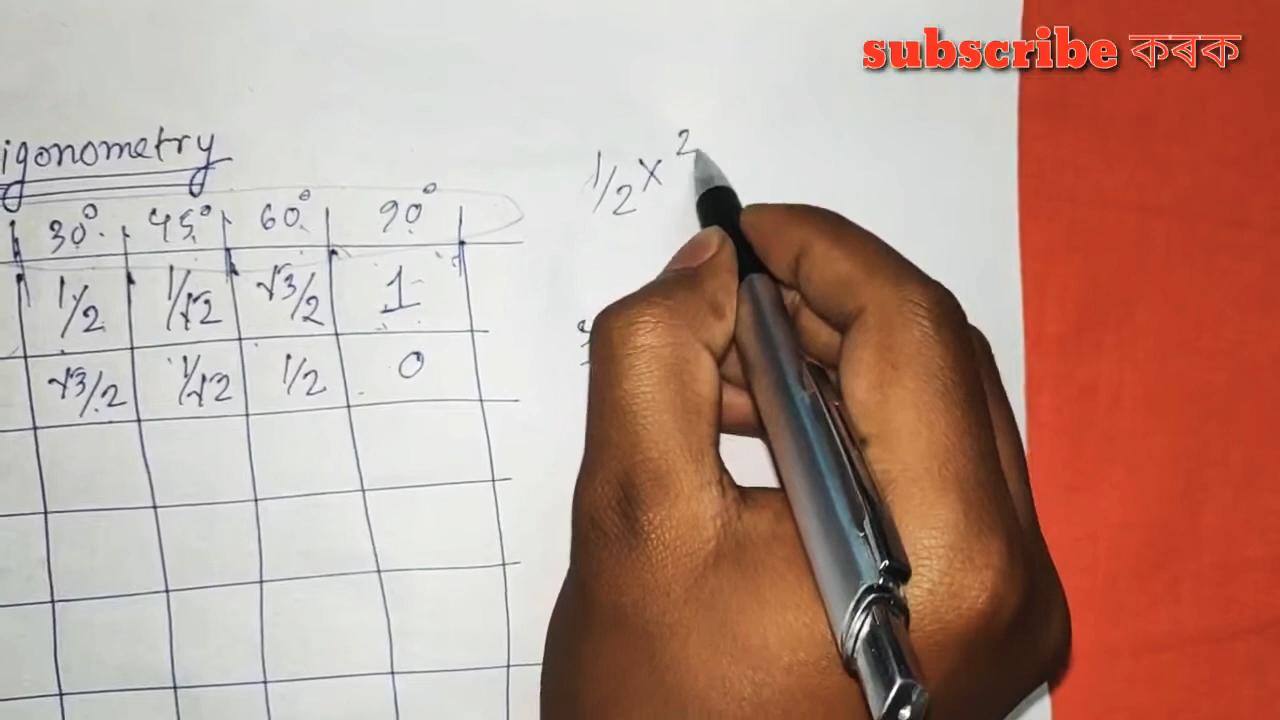 subscribe কৰক
igonometry
30° 45° 60° 90°
1/2 1/√2 √3/2 1
√3/2 1/√2 1/2 0
1/2 x 2